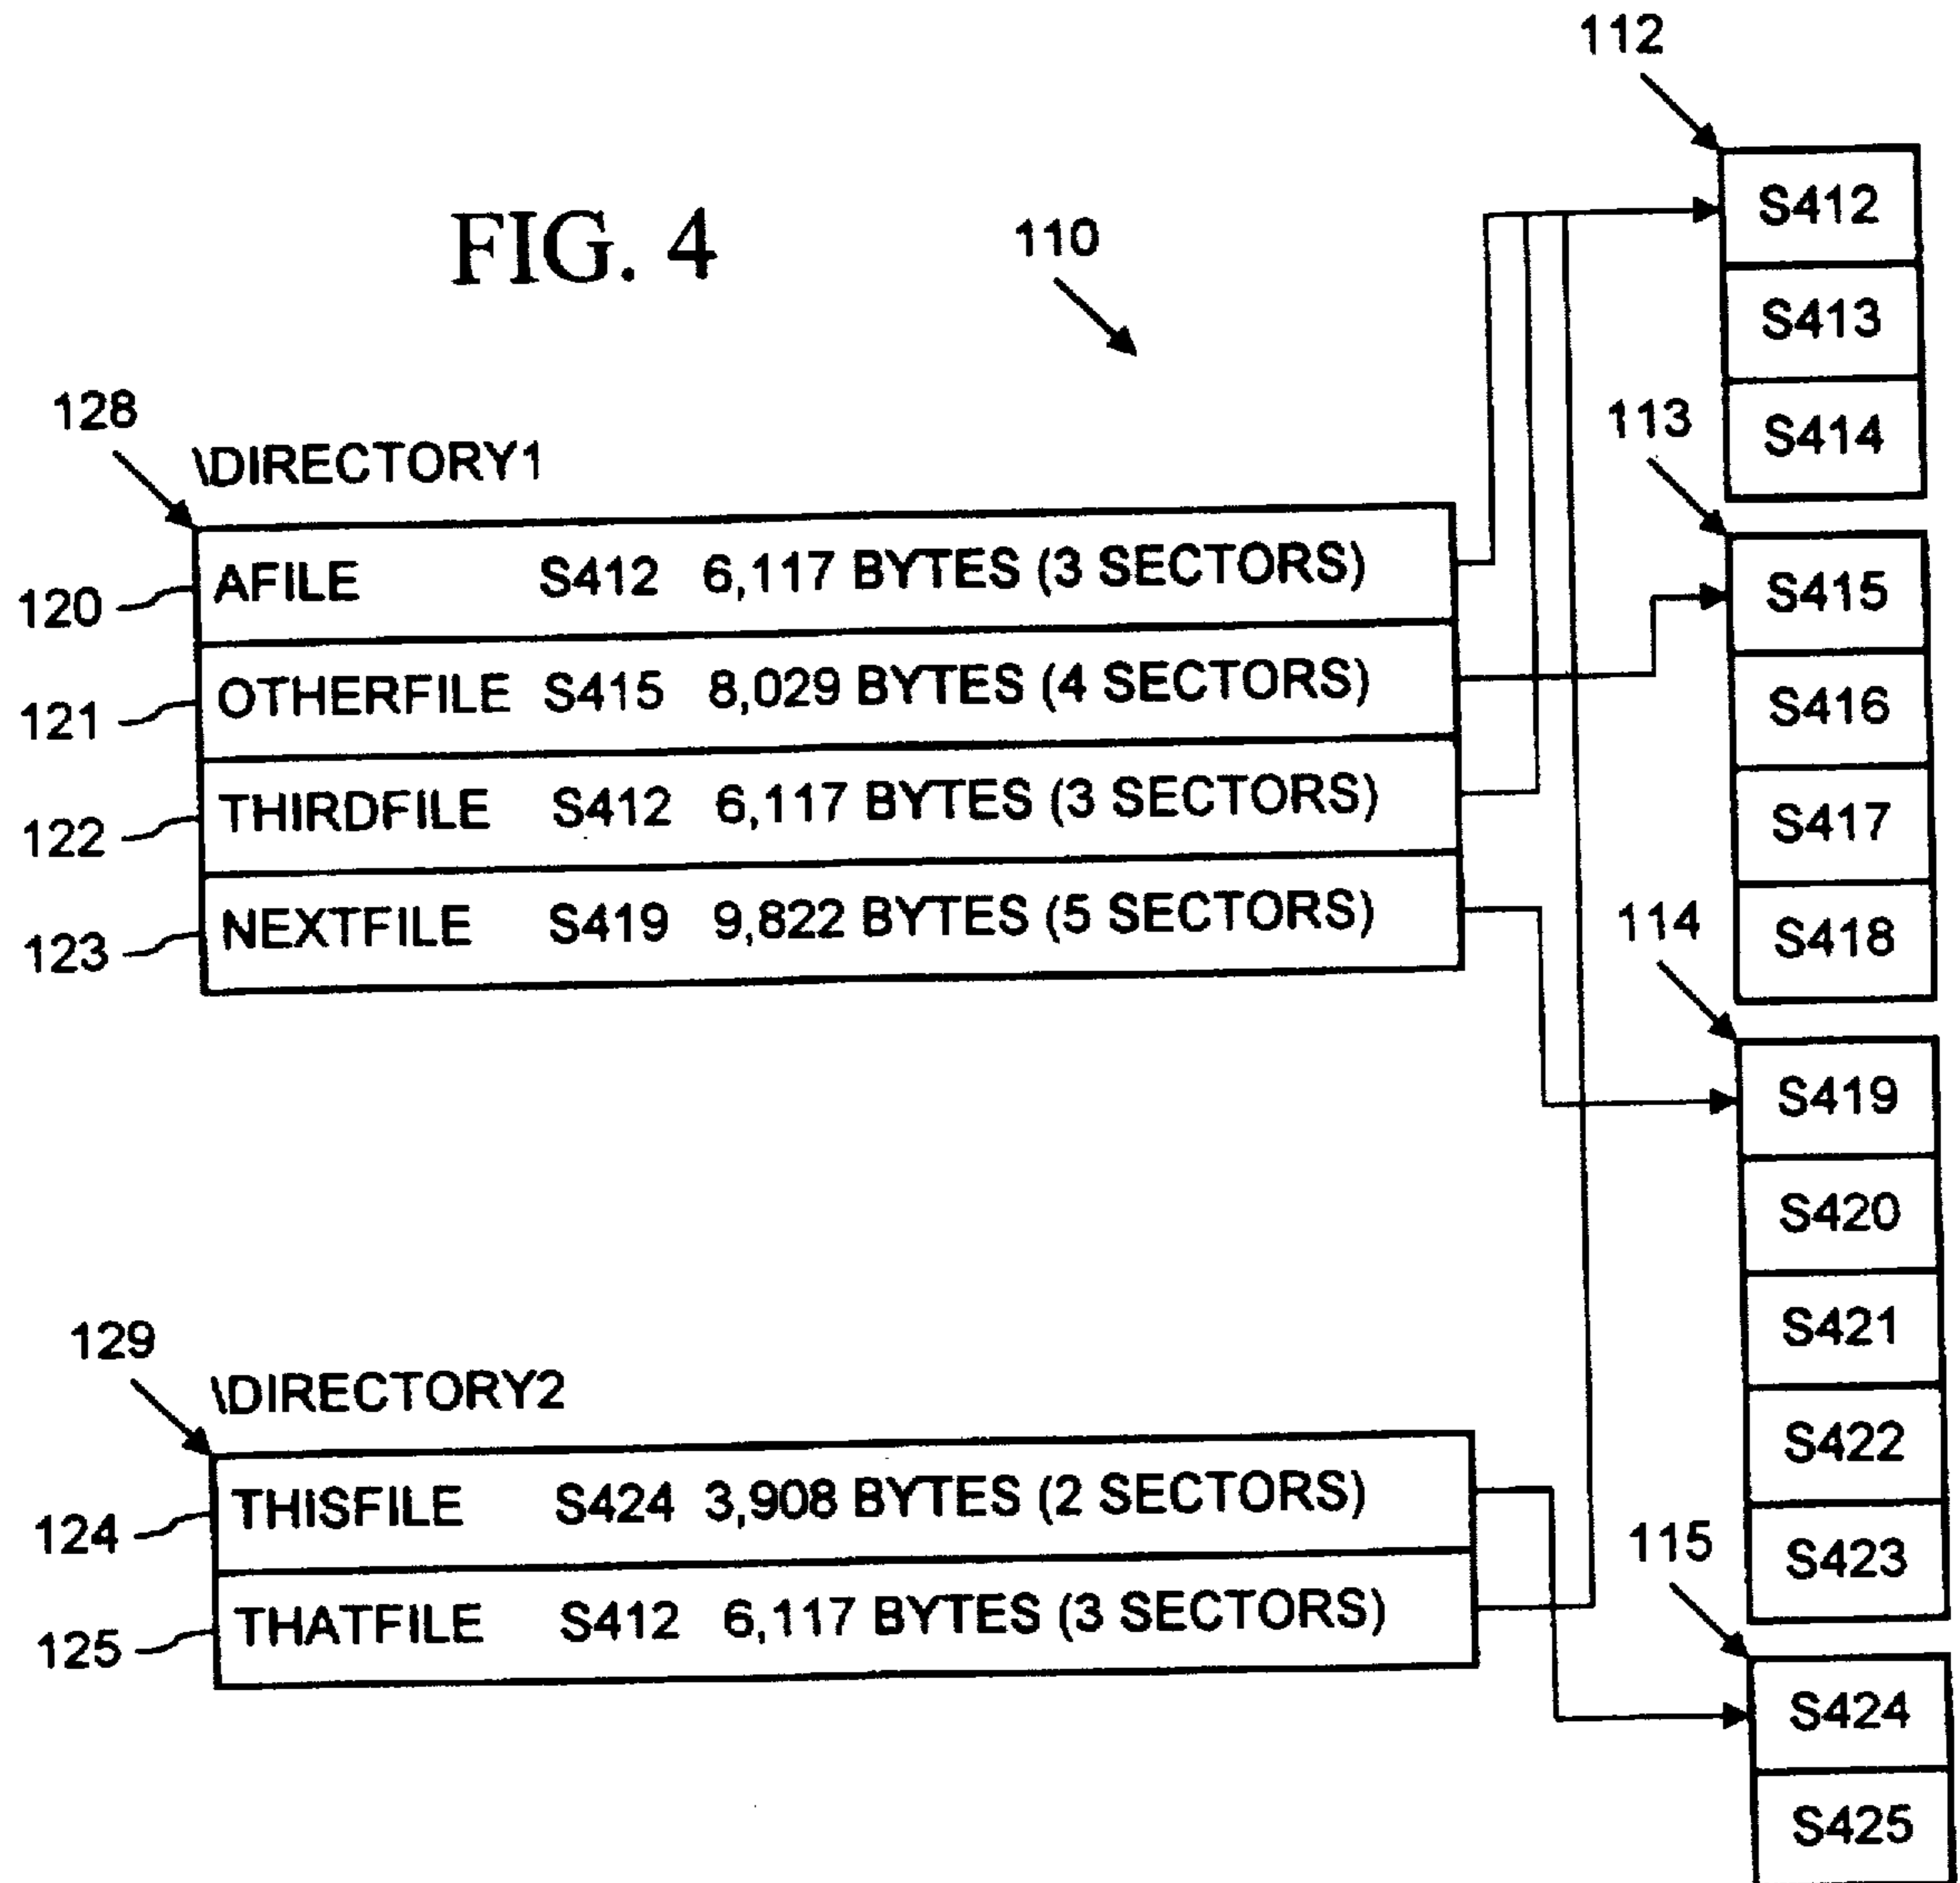 112
S412
FIG. 4
110
S413
S414
128
113
\DIRECTORY1
120
AFILE S412 6,117 BYTES (3 SECTORS)
S415
121
OTHERFILE S415 8,029 BYTES (4 SECTORS)
S416
122
THIRDFILE S412 6,117 BYTES (3 SECTORS)
S417
123
NEXTFILE S419 9,822 BYTES (5 SECTORS)
114
S418
S419
S420
129
\DIRECTORY2
S421
S422
124
THISFILE S424 3,908 BYTES (2 SECTORS)
115
S423
125
THATFILE S412 6,117 BYTES (3 SECTORS)
S424
S425